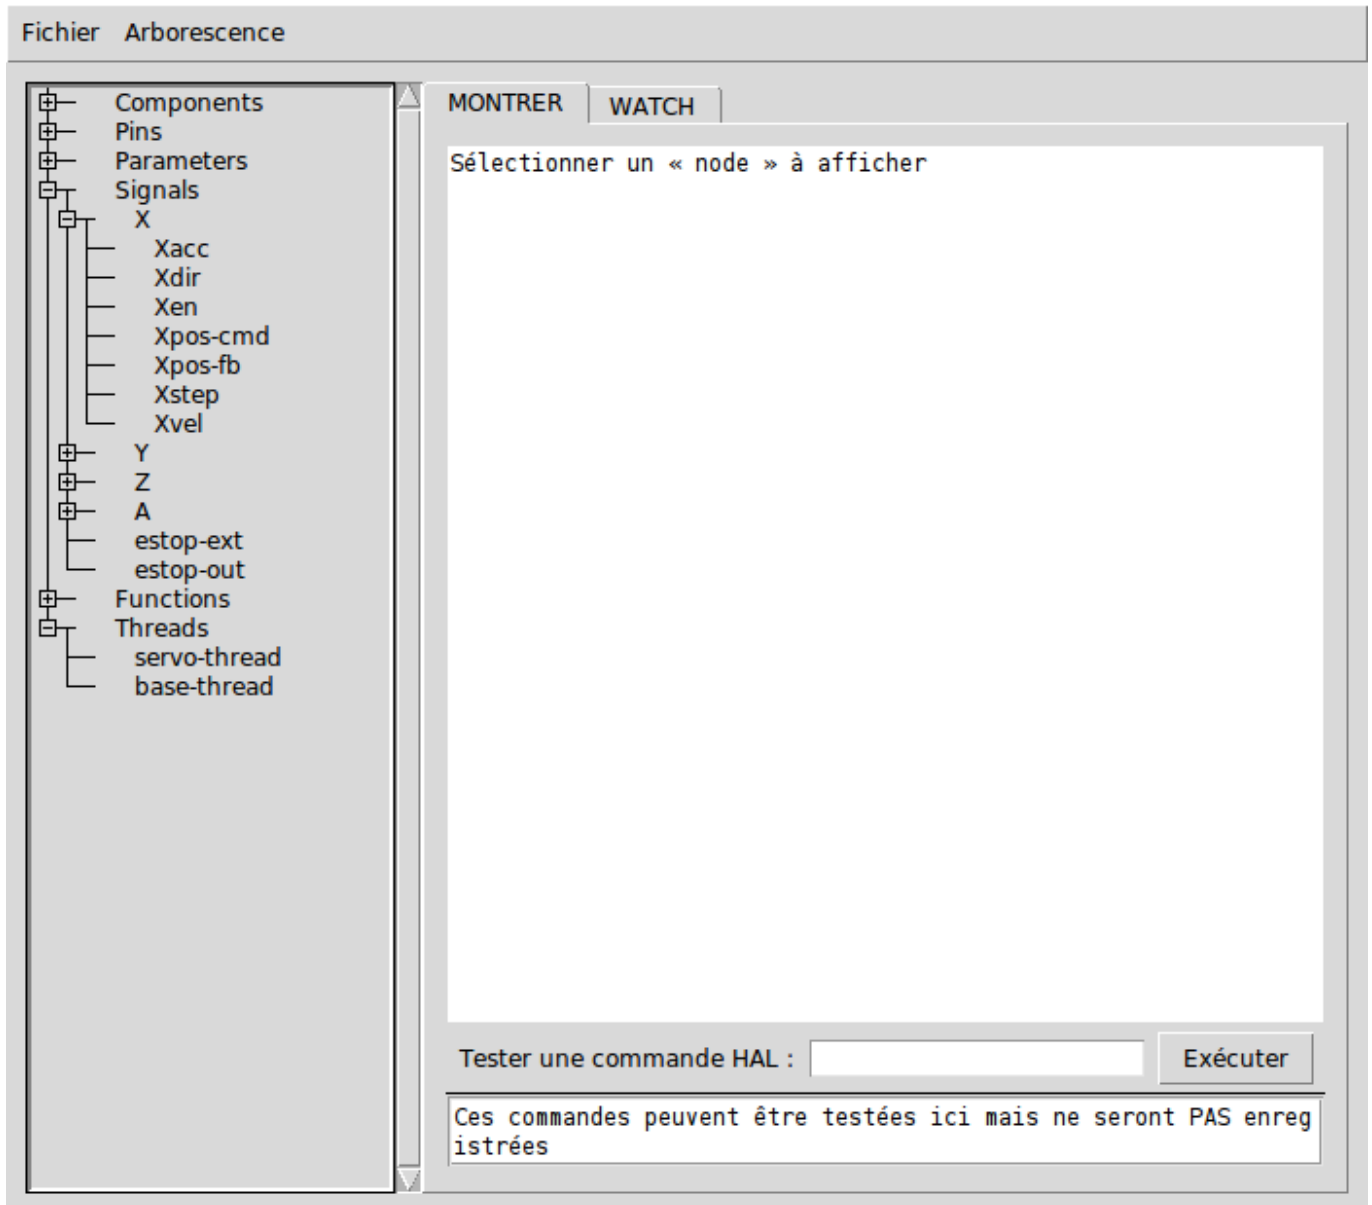 Fichier Arborescence
Components
Pins
Parameters
Signals
X
Xacc
Xdir
Xen
Xpos-cmd
Xpos-fb
Xstep
Xvel
Y
Z
A
estop-ext
estop-out
Functions
Threads
servo-thread
base-thread
MONTRER WATCH
Sélectionner un « node » à afficher
Tester une commande HAL : Exécuter
Ces commandes peuvent être testées ici mais ne seront PAS enreg
istrées